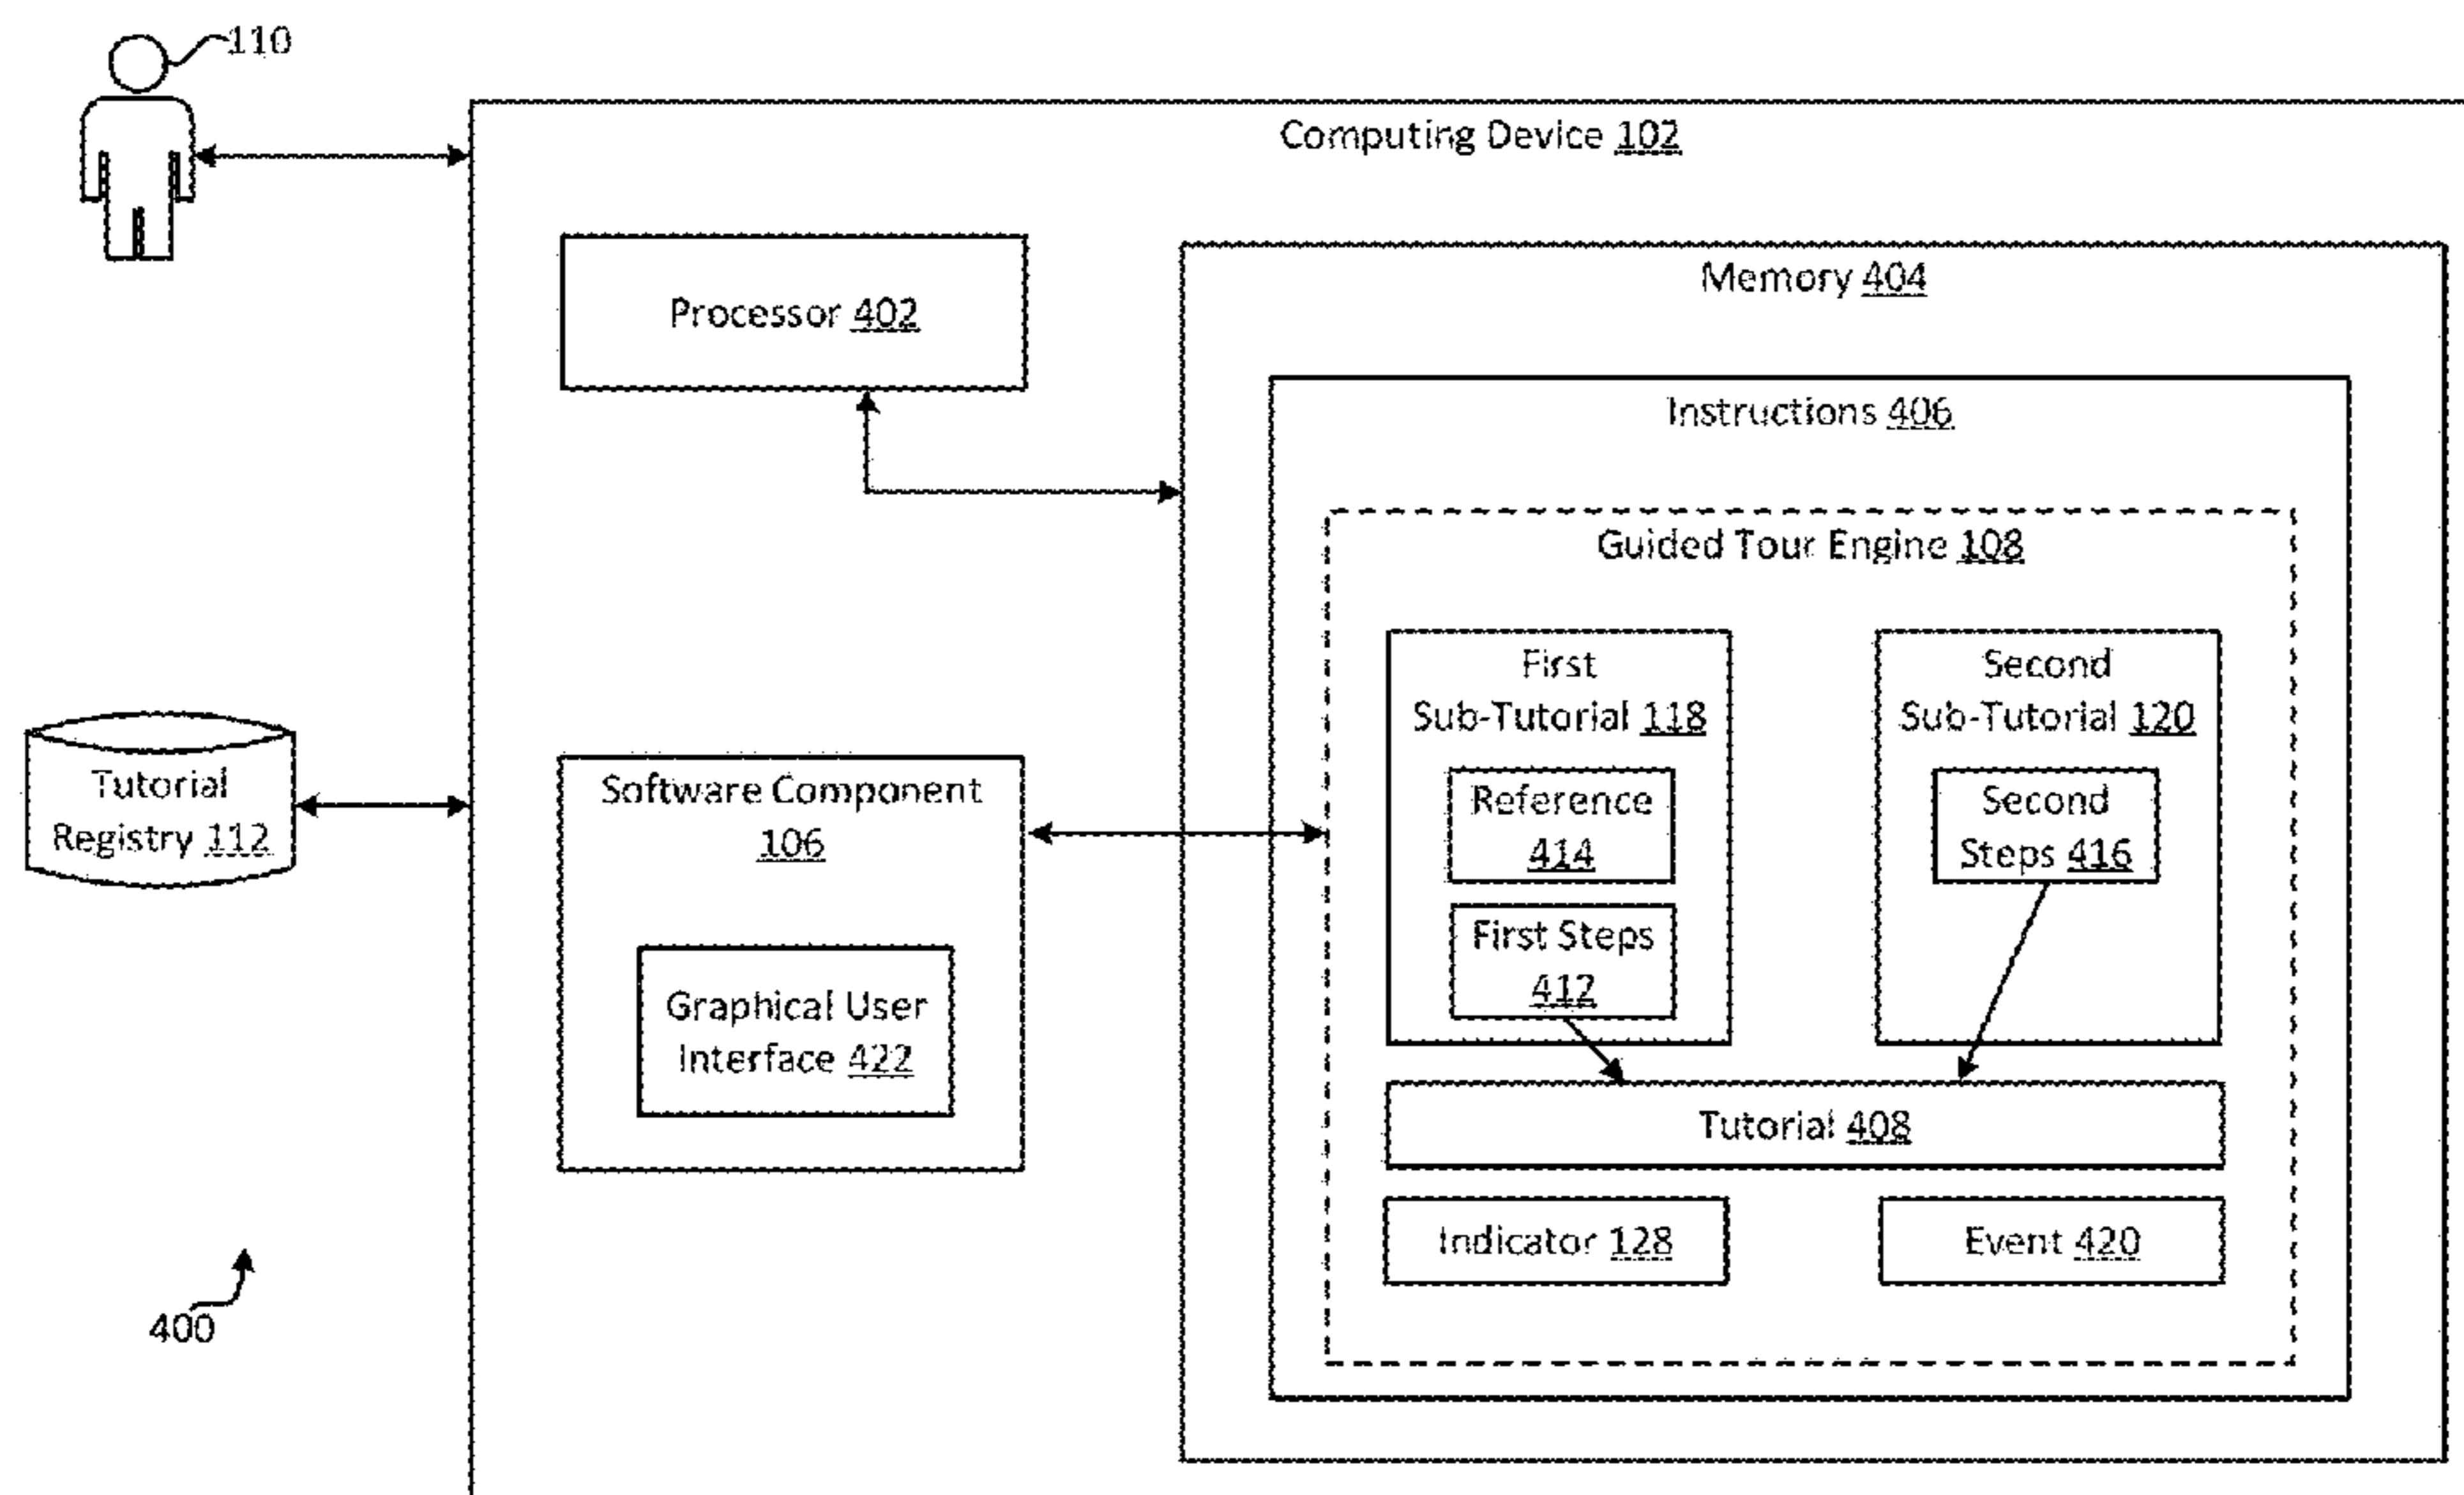 110
Computing Device 102
Processor 402
Memory 404
Instructions 406
Guided Tour Engine 108
First
Sub-Tutorial 118
Reference
414
First Steps
412
Second
Sub-Tutorial 120
Second
Steps 416
Tutorial 408
Indicator 128
Event 420
Tutorial
Registry 112
Software Component
106
Graphical User
Interface 422
400